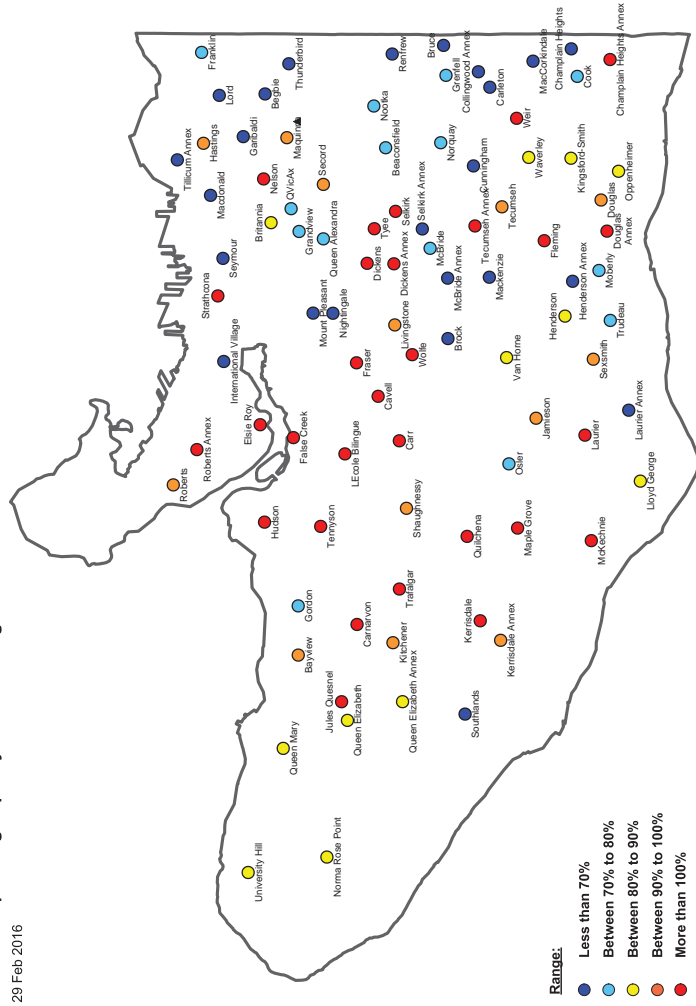 29 Feb 2016
Franklin
Lord
Thunderbird
Begbie
Tillicum Annex
Hastings
Garibaldi
Maquinna
Renfrew
Bruce
Grenfell
Collingwood Annex
Carleton
MacCorkindale
Champlain Heights
Cook
Champlain Heights Annex
Nootka
Beaconsfield
Norquay
Cunningham
Weir
Waverley
Kingsford-Smith
Oppenheimer
Macdonald
Nelson
QVicAx
Secord
Britannia
Grandview
Queen Alexandra
Tyee
Selkirk
Selkirk Annex
McBride
Tecumseh Annex
Tecumseh
Fleming
Douglas
Douglas
Annex
Seymour
Strathcona
Mount Pleasant
Nightingale
Dickens
Dickens Annex
McBride Annex
Mackenzie
Henderson Annex
Moberly
Henderson
Trudeau
International Village
Livingstone
Fraser
Wolfe
Brock
Van Horne
Sexsmith
Elsie Roy
False Creek
Roberts Annex
Roberts
LEcole Bilingue
Cavell
Carr
Jamieson
Osler
Laurier
Laurier Annex
Lloyd George
Hudson
Tennyson
Shaughnessy
Quilchena
Maple Grove
McKechnie
Gordon
Bayview
Carnarvon
Trafalgar
Kitchener
Kerrisdale
Kerrisdale Annex
Jules Quesnel
Queen Elizabeth
Queen Elizabeth Annex
Southlands
Queen Mary
University Hill
Norma Rose Point
Range:
Less than 70%
Between 70% to 80%
Between 80% to 90%
Between 90% to 100%
More than 100%